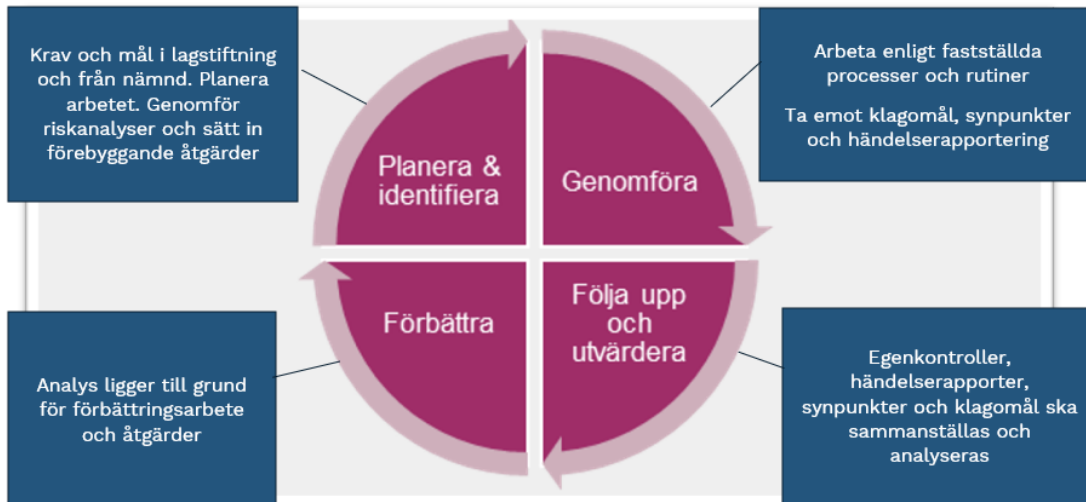 Krav och mål i lagstiftning
och från nämnd. Planera
arbetet. Genomför
riskanalyser och sätt in
förebyggande åtgärder
Arbeta enligt fastställda
processer och rutiner
Ta emot klagomål, synpunkter
och händelserapportering
Planera &
identifiera
Genomföra
Förbättra
Följa upp
och
utvärdera
Analys ligger till grund
för förbättringsarbete
och åtgärder
Egenkontroller,
händelserapporter,
synpunkter och klagomål ska
sammanställas och
analyseras